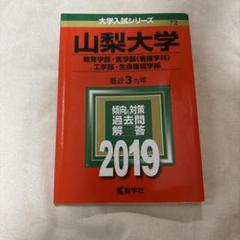 大学入試シリーズ
72
山梨大学
教育学部・医学部〈看護学科〉
工学部・生命環境学部
最近3カ年
傾向と対策
過去問
解答
2019
教学社